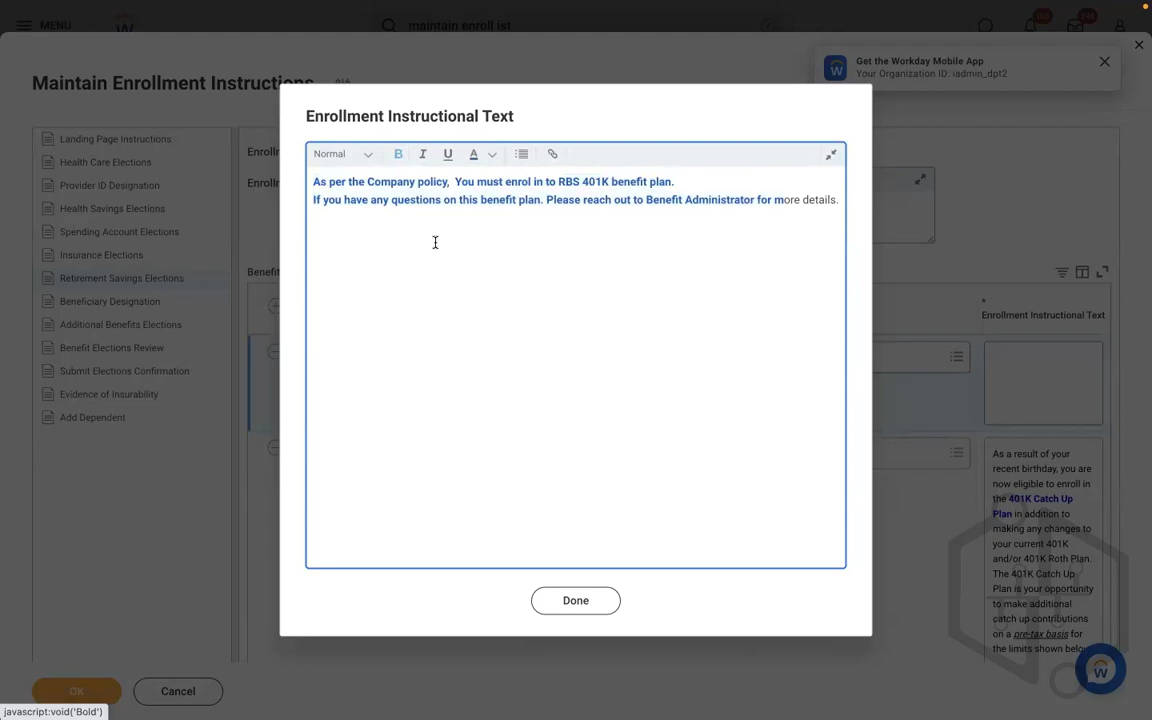 MENU
maintain enroll ist
Get the Workday Mobile App
Your Organization ID: iadmin_dpt2
Maintain Enrollment Instructions
Landing Page Instructions
Health Care Elections
Provider ID Designation
Health Savings Elections
Spending Account Elections
Insurance Elections
Retirement Savings Elections
Beneficiary Designation
Additional Benefits Elections
Benefit Elections Review
Submit Elections Confirmation
Evidence of Insurability
Add Dependent
Enroll
Enroll
Benefit
Enrollment Instructional Text
Normal
B I U A
As per the Company policy, You must enrol in to RBS 401K benefit plan.
If you have any questions on this benefit plan. Please reach out to Benefit Administrator for more details.
Done
*
Enrollment Instructional Text
As a result of your
recent birthday, you are
now eligible to enroll in
the 401K Catch Up
Plan in addition to
making any changes to
your current 401K
and/or 401K Roth Plan.
The 401K Catch Up
Plan is your opportunity
to make additional
catch up contributions
on a pre-tax basis for
the limits shown below
OK
Cancel
javascript:void('Bold')